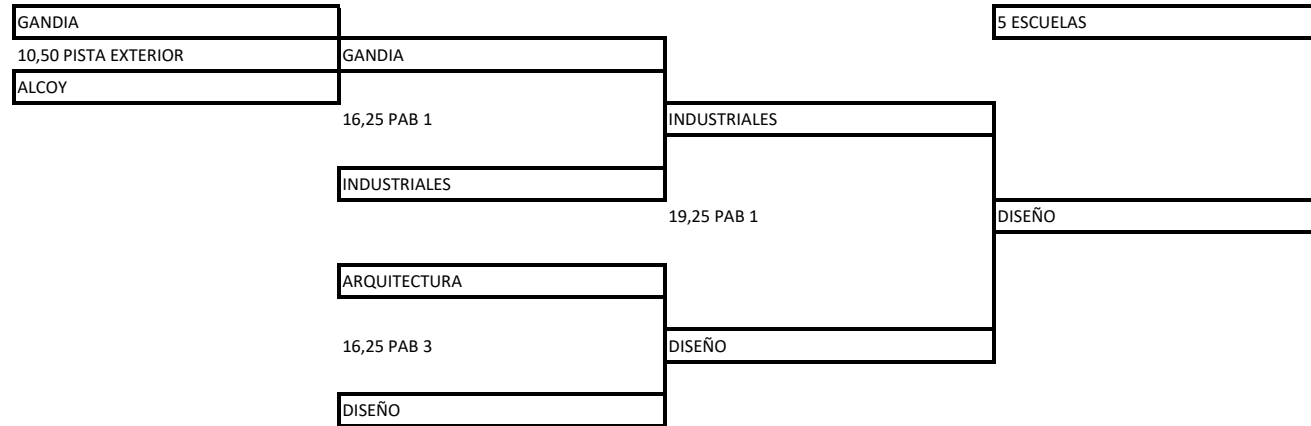 GANDIA
5 ESCUELAS
10,50 PISTA EXTERIOR
GANDIA
ALCOY
16,25 PAB 1
INDUSTRIALES
INDUSTRIALES
19,25 PAB 1
DISEÑO
ARQUITECTURA
16,25 PAB 3
DISEÑO
DISEÑO